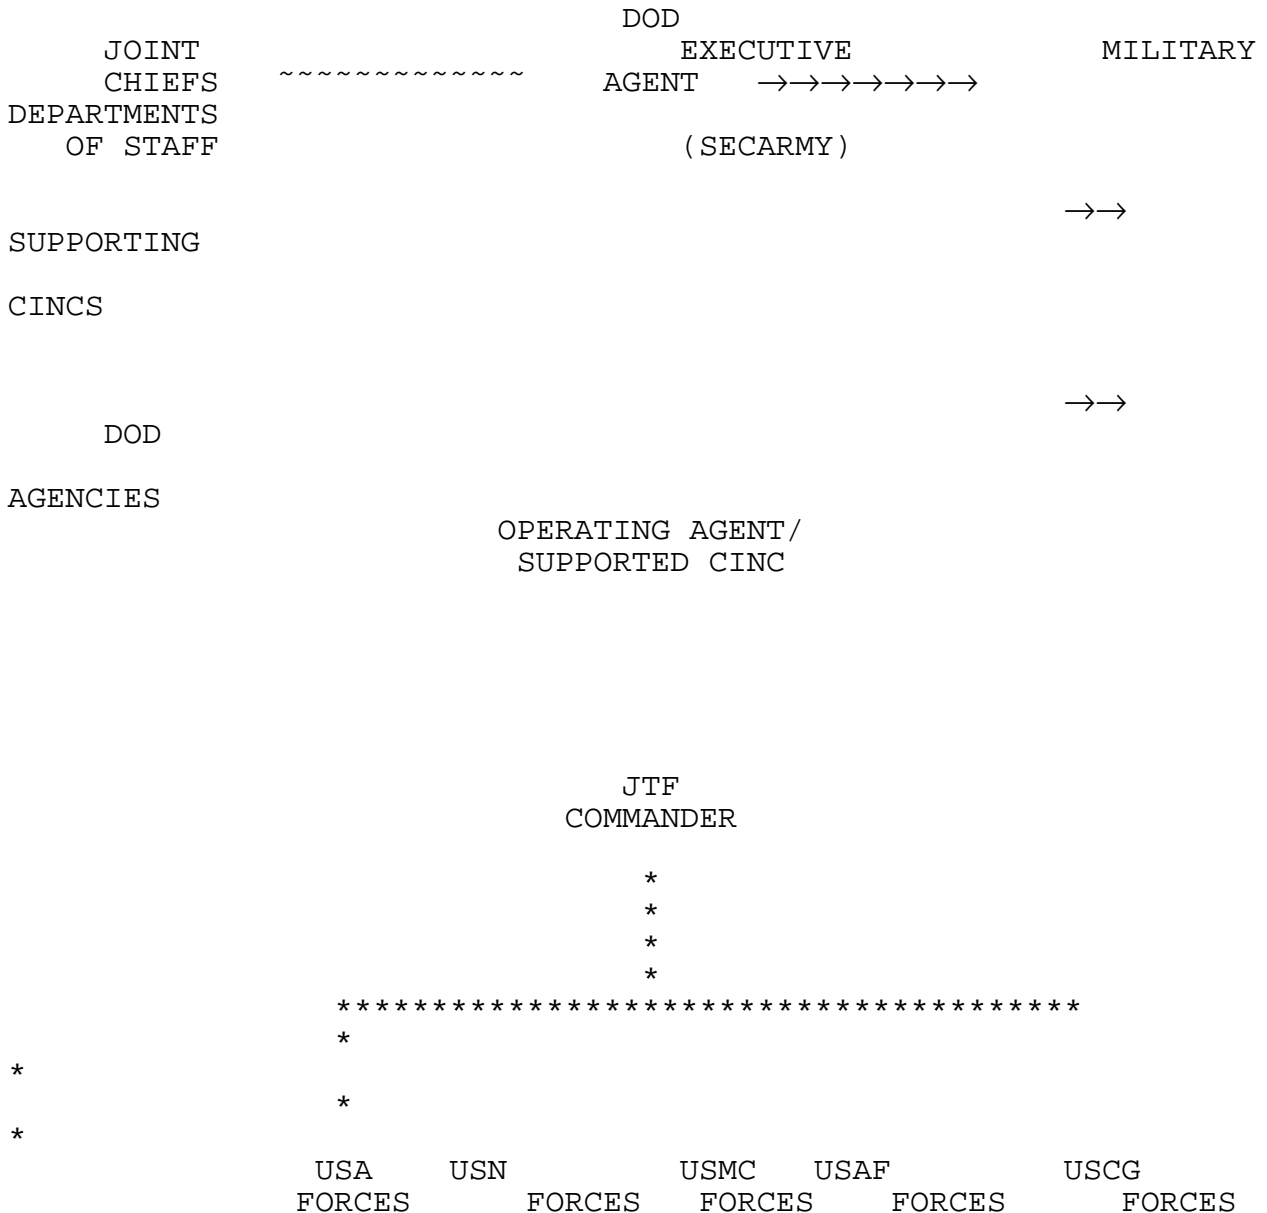 DOD
JOINT EXECUTIVE MILITARY
CHIEFS ~~~~~~~~~~~~~ AGENT →→→→→→→
DEPARTMENTS
OF STAFF (SECARMY)
→→
SUPPORTING
CINCS
→→
DOD
AGENCIES
OPERATING AGENT/
SUPPORTED CINC
JTF
COMMANDER
*
*
*
*
***************************************
*
*
*
*
USA USN USMC USAF USCG
FORCES FORCES FORCES FORCES FORCES